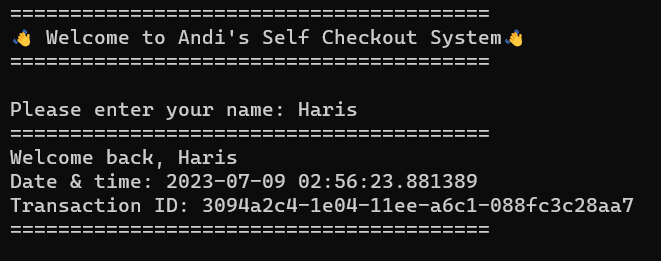 ========================================
👋 Welcome to Andi's Self Checkout System👋
========================================
Please enter your name: Haris
========================================
Welcome back, Haris
Date & time: 2023-07-09 02:56:23.881389
Transaction ID: 3094a2c4-1e04-11ee-a6c1-088fc3c28aa7
========================================